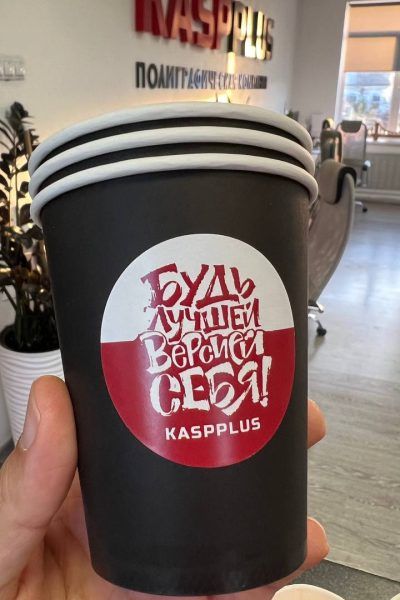 KASPPLUS
ПОЛИГРАФИЧЕСКАЯ КОМПАНИЯ
БУДЬ
ЛУЧШЕЙ
ВЕРСИЕЙ
СЕБЯ!
KASPPLUS